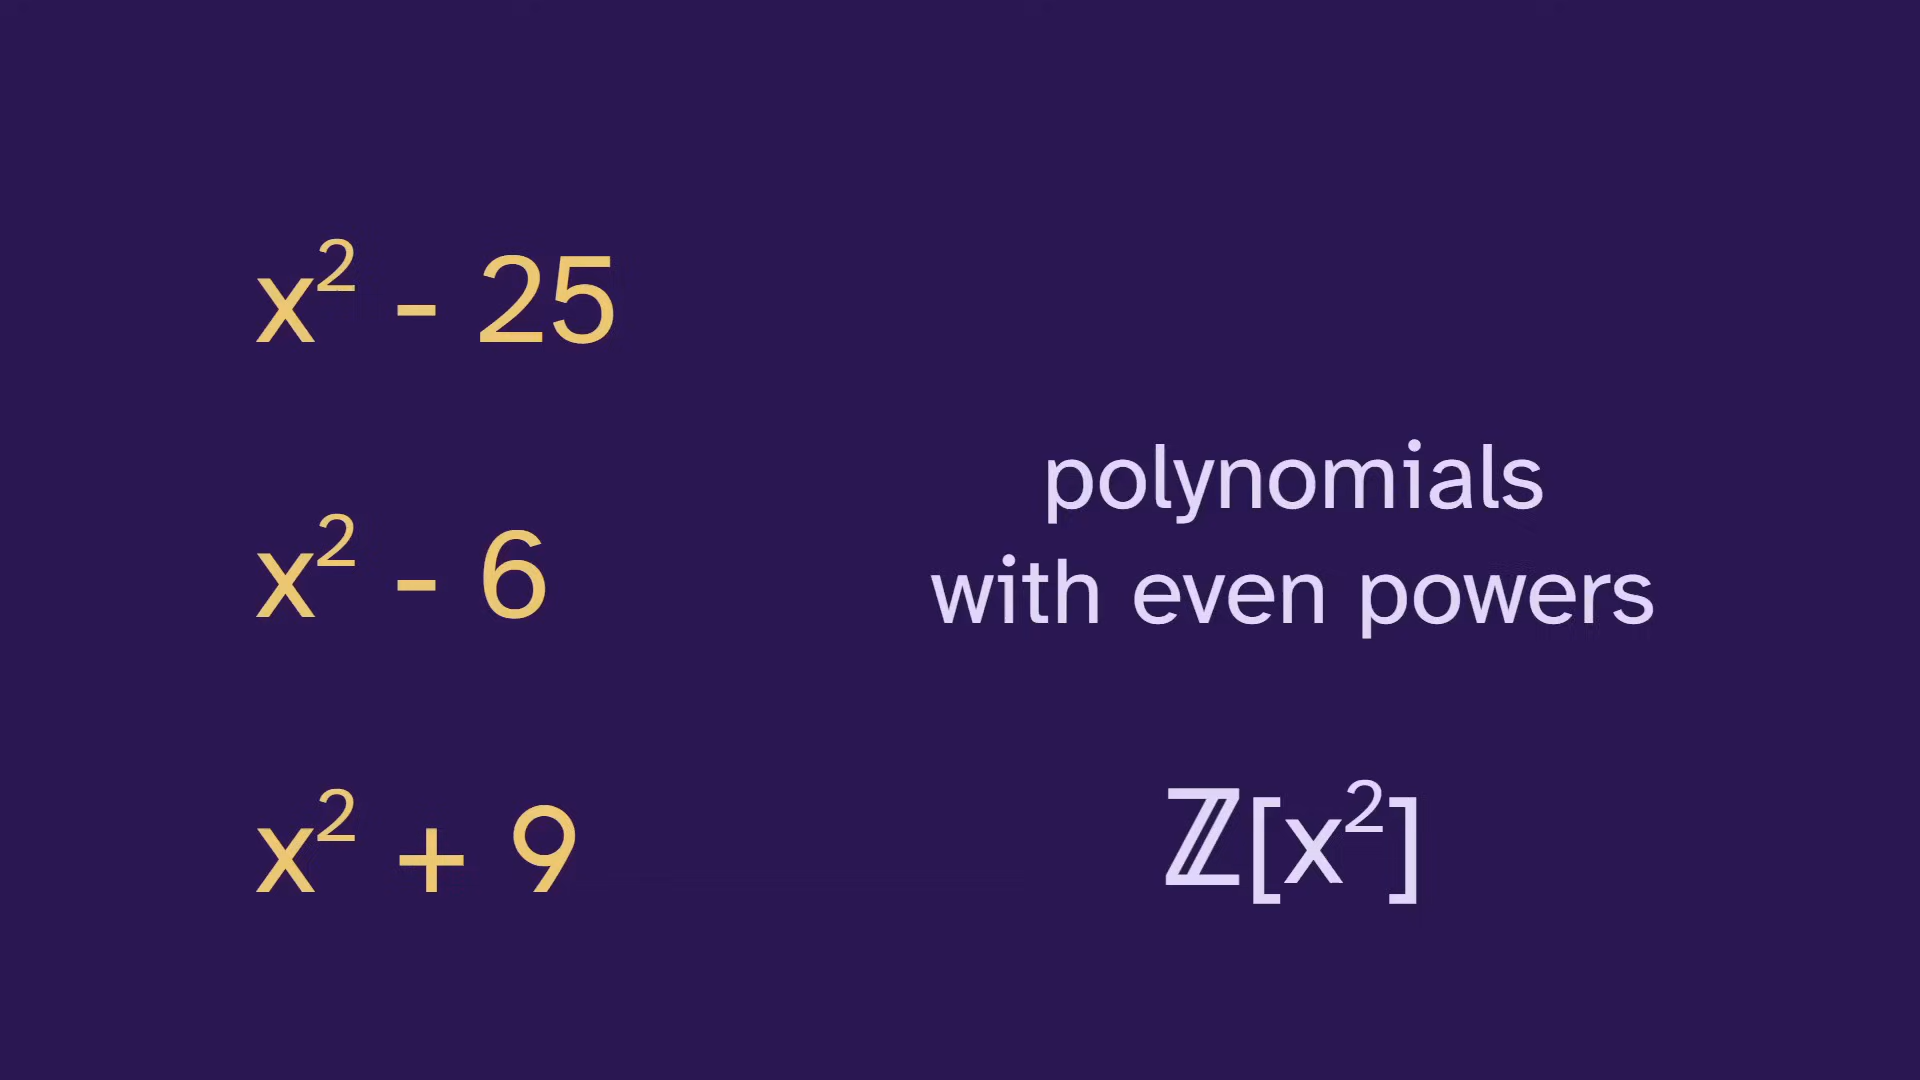 x² - 25
x² - 6
x² + 9
polynomials
with even powers
ℤ[x²]